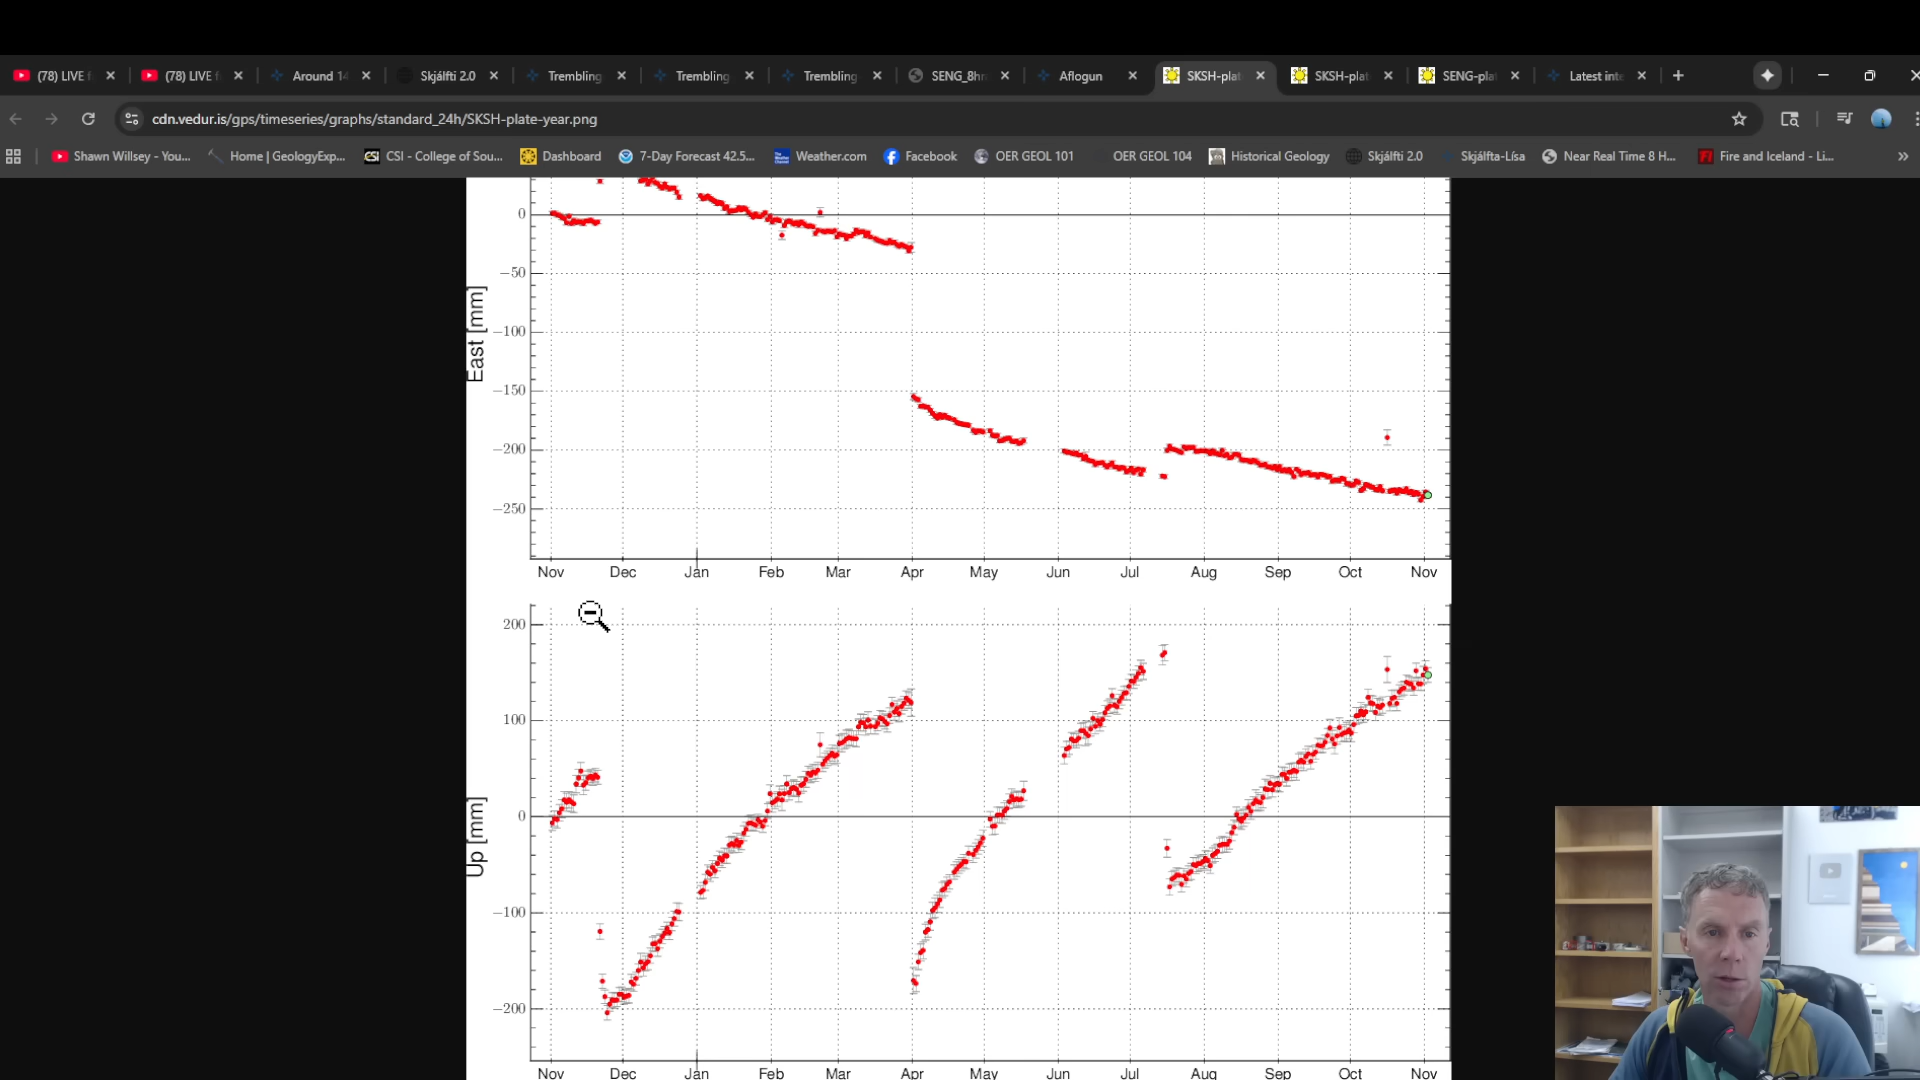 (78) LIVE f
(78) LIVE f
Around 14
Skjálfti 2.0
Trembling
Trembling
Trembling
SENG_8hr
Aflogun
SKSH-plat
SKSH-plat
SENG-plat
Latest inte
cdn.vedur.is/gps/timeseries/graphs/standard_24h/SKSH-plate-year.png
Shawn Willsey - You...
Home | GeologyExp...
CSI - College of Sou...
Dashboard
7-Day Forecast 42.5...
Weather.com
Facebook
OER GEOL 101
OER GEOL 104
Historical Geology
Skjálfti 2.0
Skjálfta-Lísa
Near Real Time 8 H...
Fire and Iceland - Li...
East [mm]
0
−50
−100
−150
−200
−250
Nov Dec Jan Feb Mar Apr May Jun Jul Aug Sep Oct Nov
Up [mm]
200
100
0
−100
−200
Nov Dec Jan Feb Mar Apr May Jun Jul Aug Sep Oct Nov